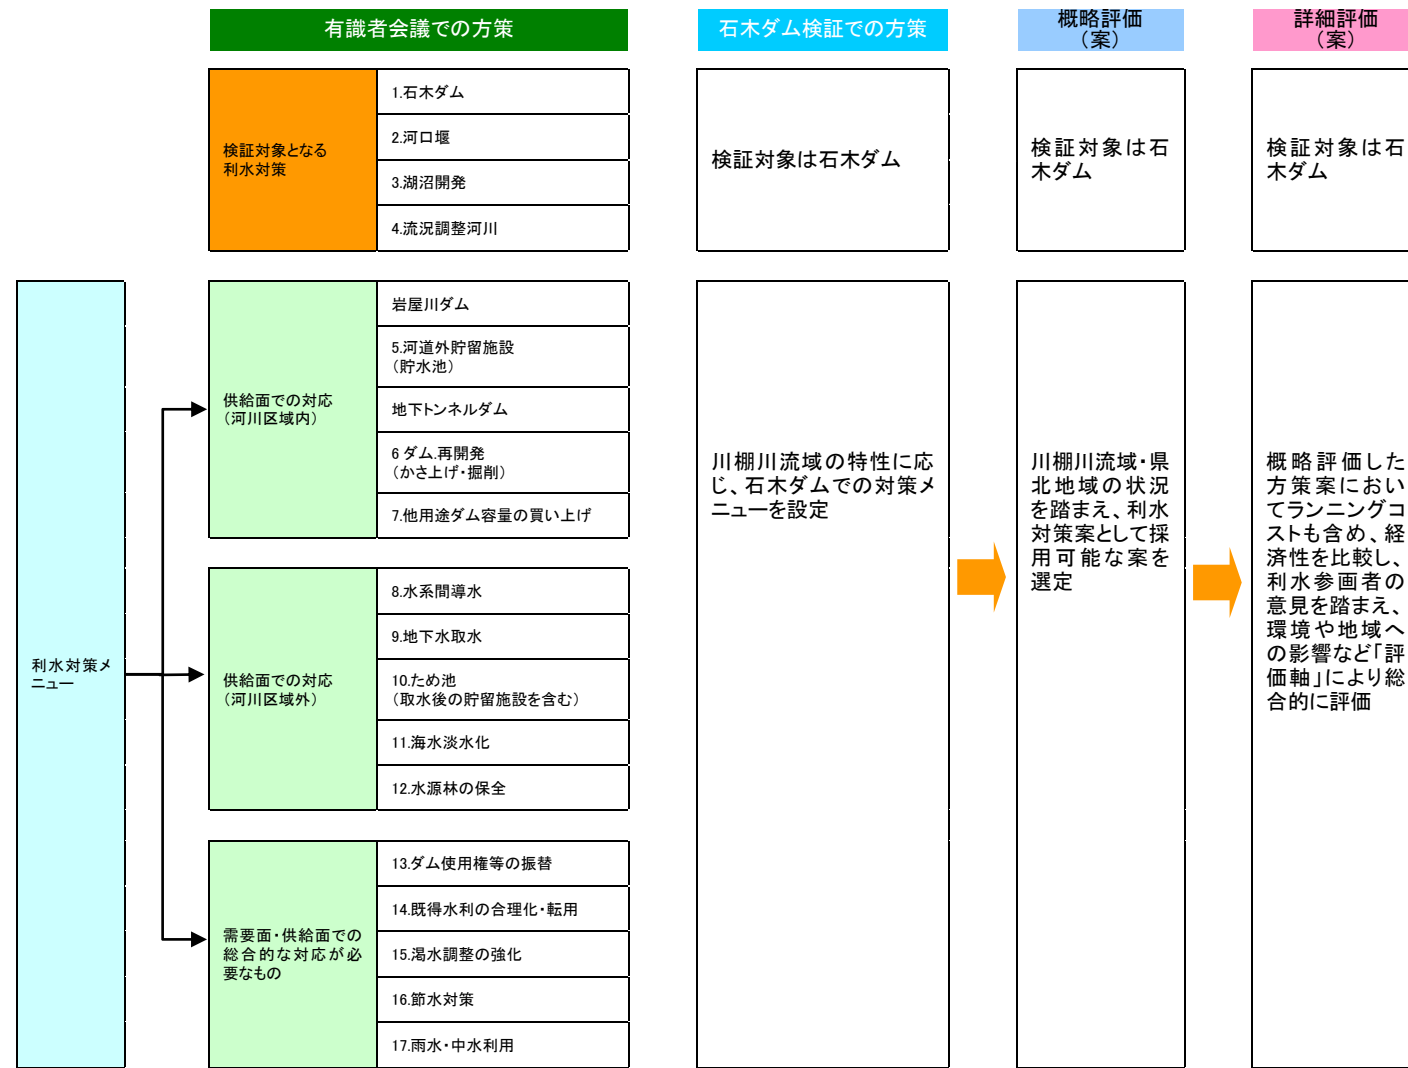 有識者会議での方策
石木ダム検証での方策
概略評価
（案）
詳細評価
（案）
検証対象となる
利水対策
1.石木ダム
2.河口堰
3.湖沼開発
4.流況調整河川
検証対象は石木ダム
検証対象は石
木ダム
検証対象は石
木ダム
利水対策メ
ニュー
供給面での対応
（河川区域内）
岩屋川ダム
5.河道外貯留施設
（貯水池）
地下トンネルダム
6 ダム.再開発
（かさ上げ・掘削）
7.他用途ダム容量の買い上げ
供給面での対応
（河川区域外）
8.水系間導水
9.地下水取水
10.ため池
（取水後の貯留施設を含む）
11.海水淡水化
12.水源林の保全
需要面・供給面での
総合的な対応が必
要なもの
13.ダム使用権等の振替
14.既得水利の合理化・転用
15.渇水調整の強化
16.節水対策
17.雨水・中水利用
川棚川流域の特性に応
じ、石木ダムでの対策メ
ニューを設定
川棚川流域・県
北地域の状況
を踏まえ、利水
対策案として採
用可能な案を
選定
概略評価した
方策案におい
てランニングコ
ストも含め、経
済性を比較し、
利水参画者の
意見を踏まえ、
環境や地域へ
の影響など「評
価軸」により総
合的に評価